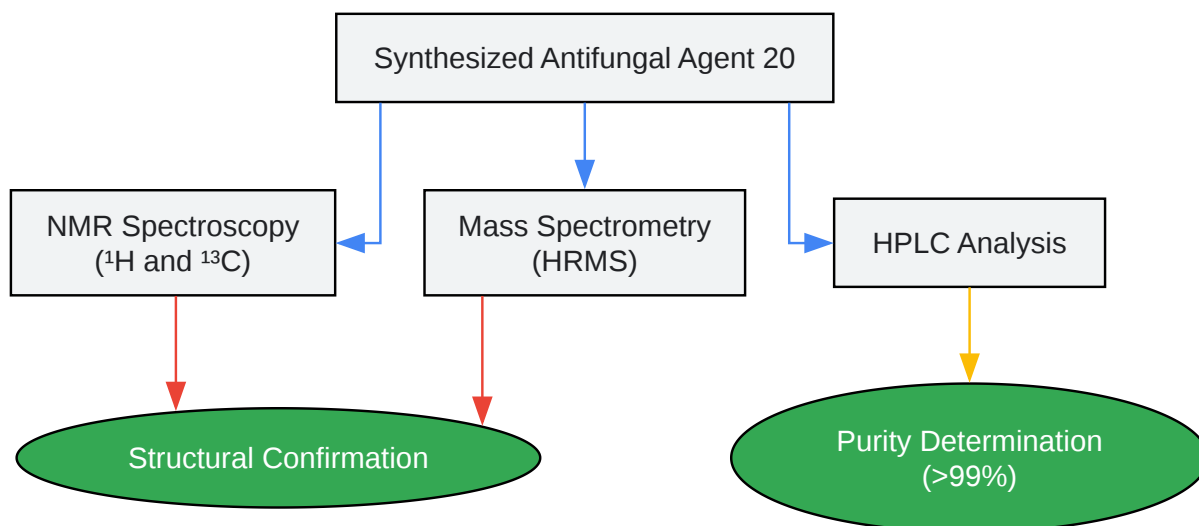 Synthesized Antifungal Agent 20
NMR Spectroscopy
(¹H and ¹³C)
Mass Spectrometry
(HRMS)
HPLC Analysis
Structural Confirmation
Purity Determination
(>99%)